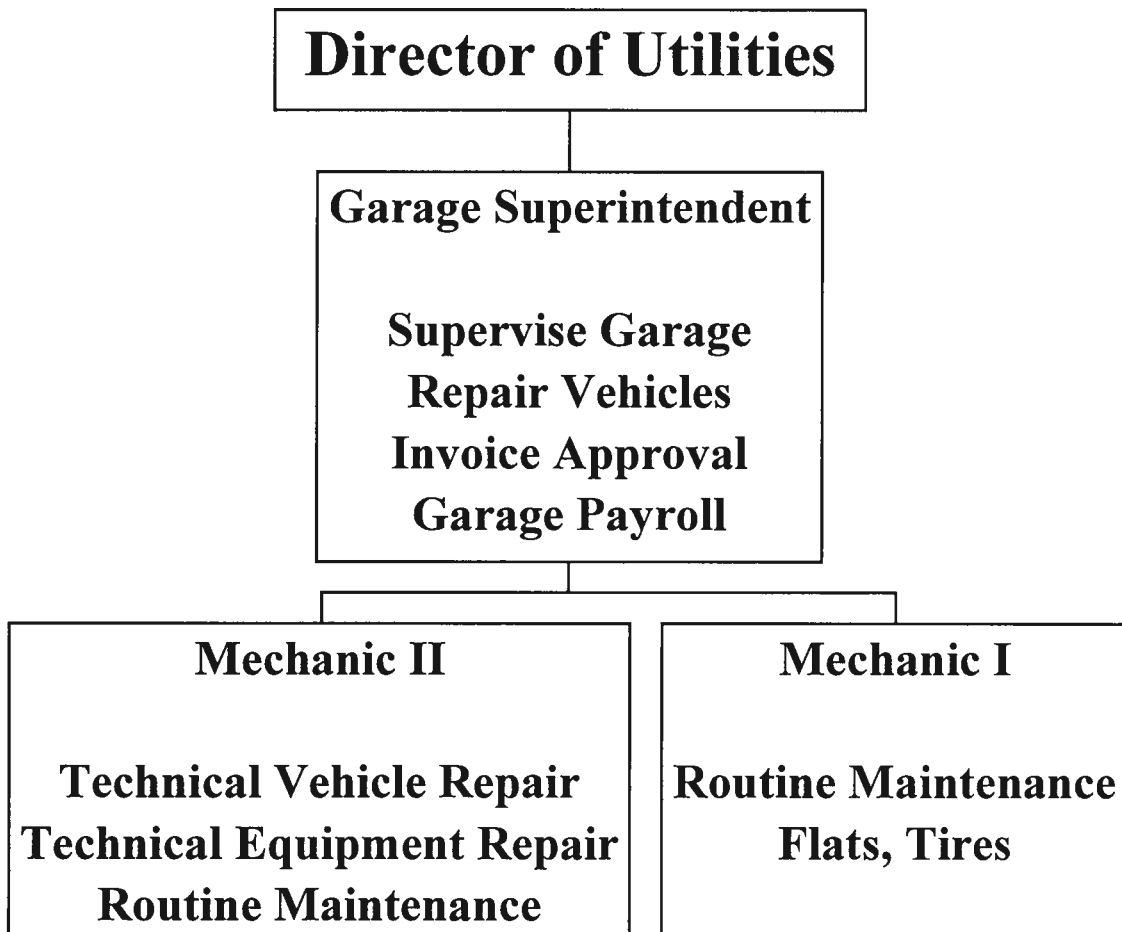 Director of Utilities
Garage Superintendent
Supervise Garage
Repair Vehicles
Invoice Approval
Garage Payroll
Mechanic II
Technical Vehicle Repair
Technical Equipment Repair
Routine Maintenance
Mechanic I
Routine Maintenance
Flats, Tires